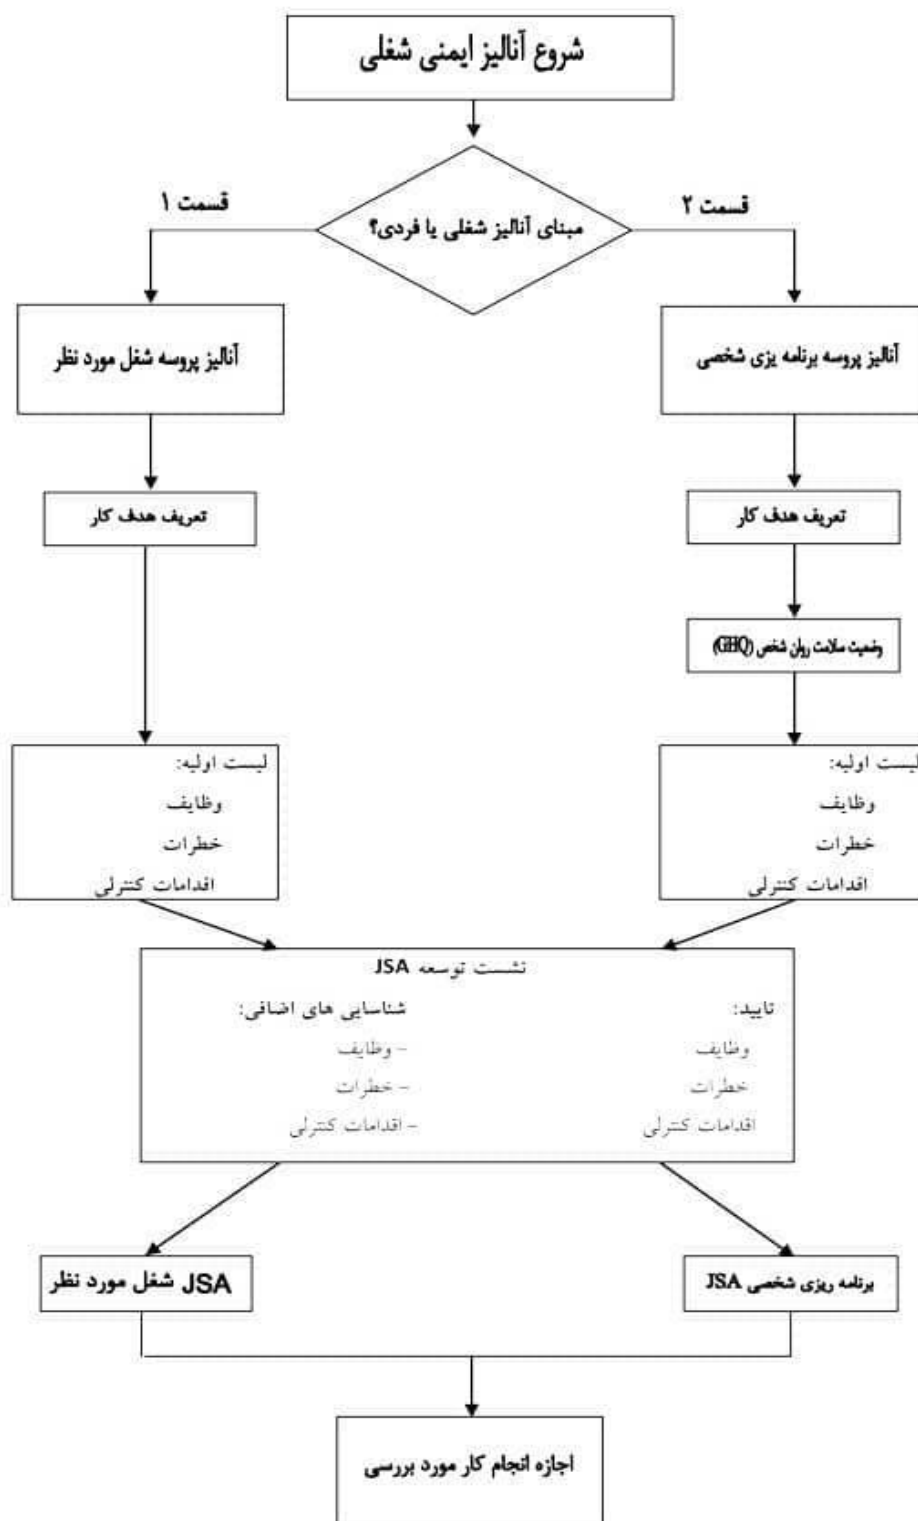 شروع آنالیز ایمنی شغلی
مبنای آنالیز شغلی یا فردی؟
قسمت ۲
قسمت ۱
آنالیز پروسه برنامه یزی شخصی
آنالیز پروسه شغل مورد نظر
تعریف هدف کار
تعریف هدف کار
وضعیت سلامت روان شخص (GHQ)
لیست اولیه:
وظایف
خطرات
اقدامات کنترلی
لیست اولیه:
وظایف
خطرات
اقدامات کنترلی
نشست توسعه JSA
تایید:
وظایف
خطرات
اقدامات کنترلی
شناسایی های اضافی:
– وظایف
– خطرات
– اقدامات کنترلی
برنامه ریزی شخصی JSA
JSA شغل مورد نظر
اجازه انجام کار مورد بررسی